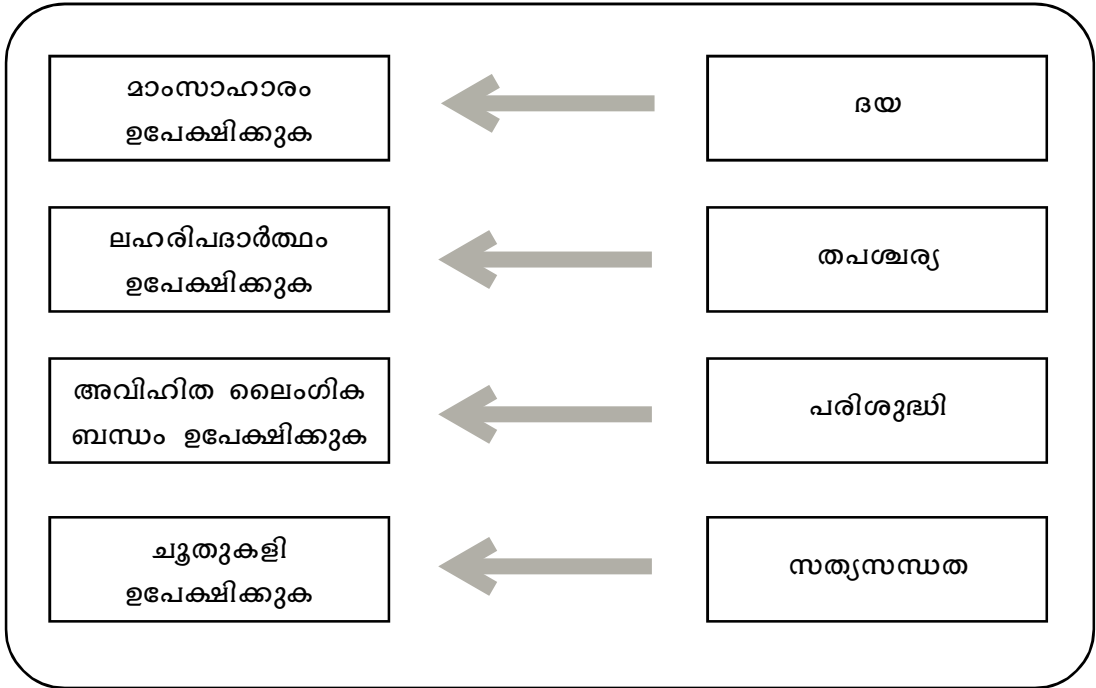 മാംസാഹാരം
ഉപേക്ഷിക്കുക
ദയ
ലഹരിപദാർത്ഥം
ഉപേക്ഷിക്കുക
തപശ്ചര്യ
അവിഹിത ലൈംഗിക
ബന്ധം ഉപേക്ഷിക്കുക
പരിശുദ്ധി
ചൂതുകളി
ഉപേക്ഷിക്കുക
സത്യസന്ധത